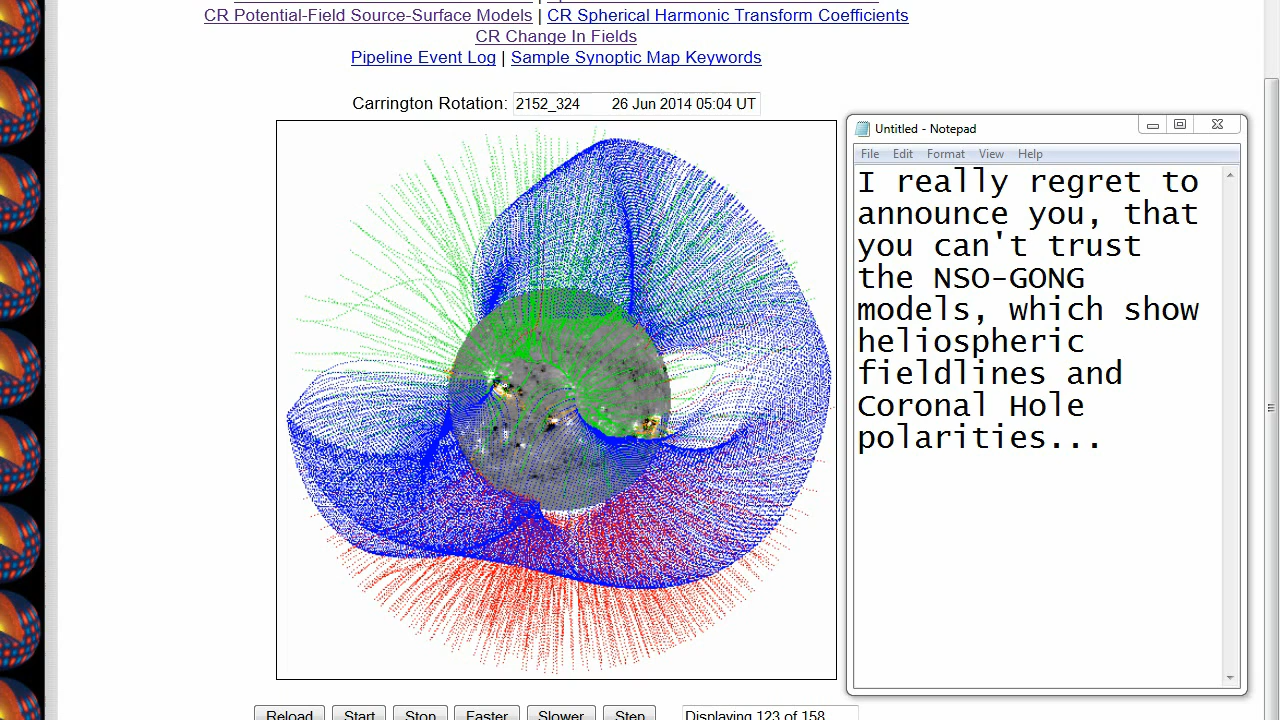 CR Potential-Field Source-Surface Models | CR Spherical Harmonic Transform Coefficients
CR Change In Fields
Pipeline Event Log | Sample Synoptic Map Keywords
Carrington Rotation: 2152_324 26 Jun 2014 05:04 UT
Untitled - Notepad
File Edit Format View Help
I really regret to
announce you, that
you can't trust
the NSO-GONG
models, which show
heliospheric
fieldlines and
Coronal Hole
polarities...
Reload Start Stop Faster Slower Step Displaying 123 of 158